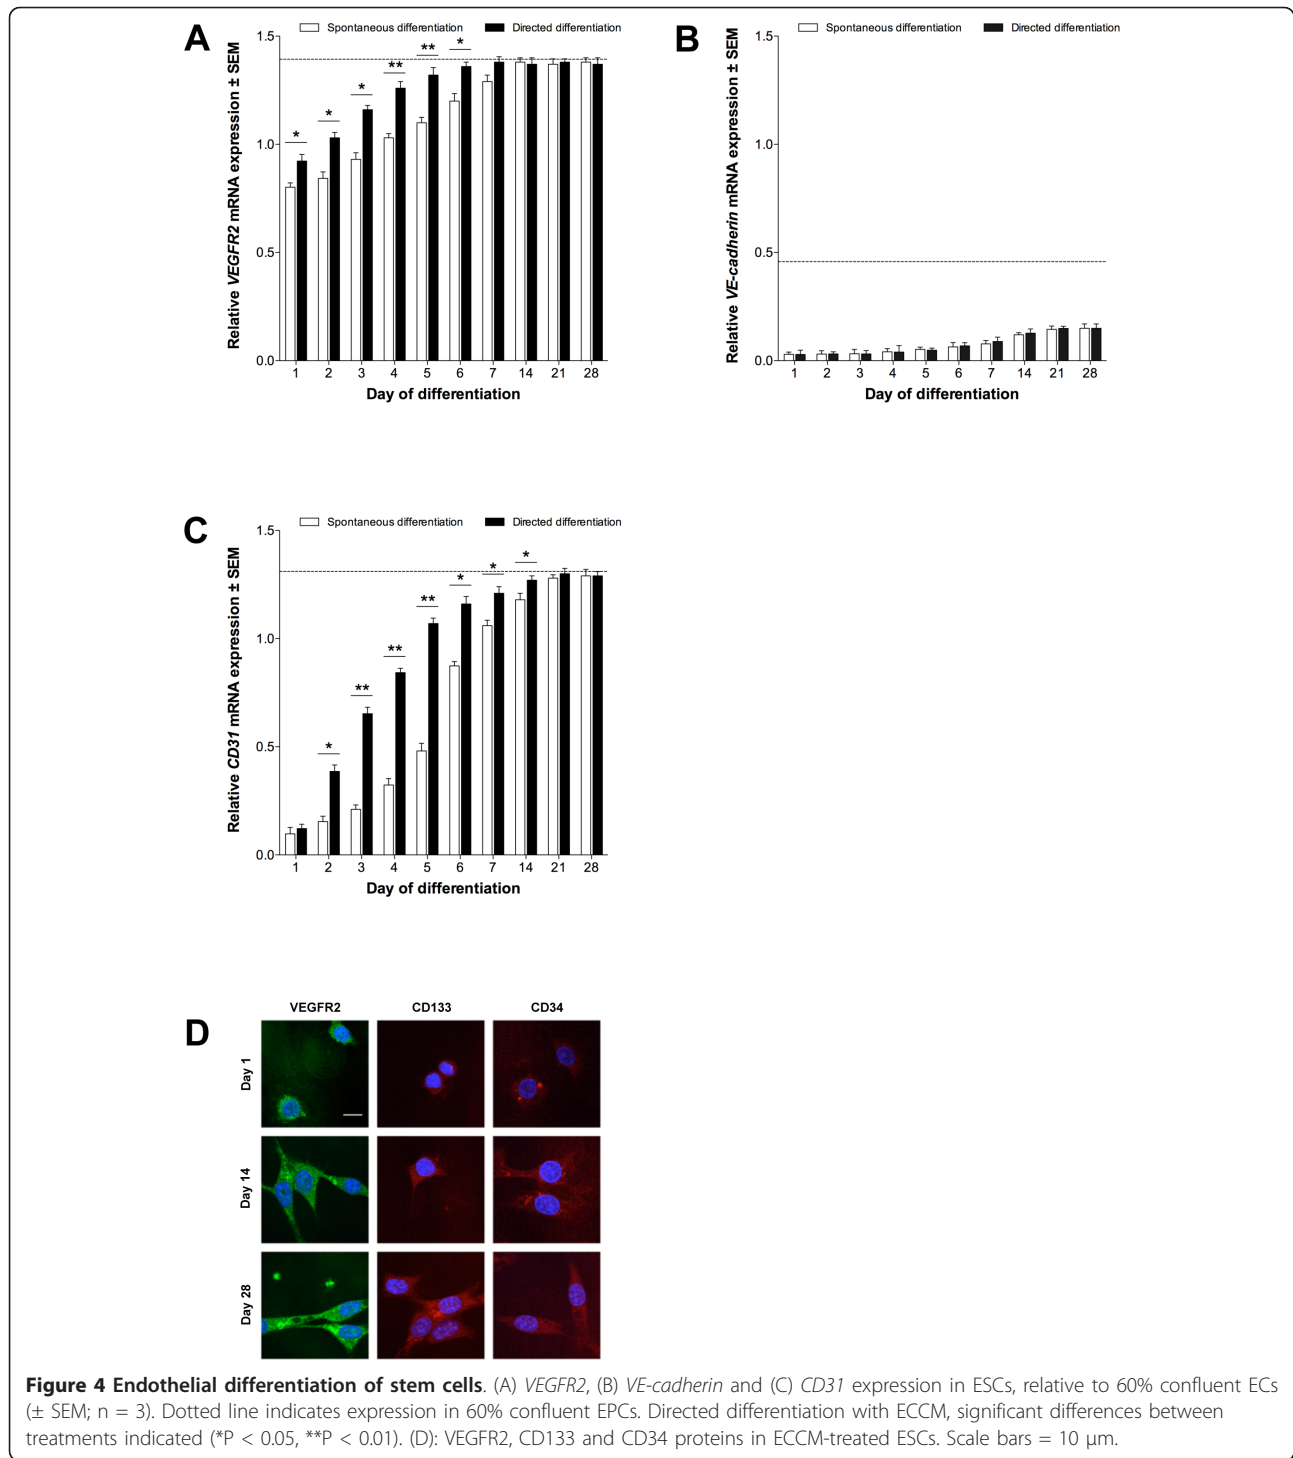 A
Spontaneous differentiation
Directed differentiation
Relative VEGFR2 mRNA expression ± SEM
1.5
1.0
0.5
0.0
* * * ** ** *
1 2 3 4 5 6 7 14 21 28
Day of differentiation
B
Spontaneous differentiation
Directed differentiation
Relative VE-cadherin mRNA expression ± SEM
1.5
1.0
0.5
0.0
1 2 3 4 5 6 7 14 21 28
Day of differentiation
C
Spontaneous differentiation
Directed differentiation
Relative CD31 mRNA expression ± SEM
1.5
1.0
0.5
0.0
* ** ** ** * * *
1 2 3 4 5 6 7 14 21 28
Day of differentiation
D
VEGFR2 CD133 CD34
Day 1
Day 14
Day 28
Figure 4 Endothelial differentiation of stem cells. (A) VEGFR2, (B) VE-cadherin and (C) CD31 expression in ESCs, relative to 60% confluent ECs
(± SEM; n = 3). Dotted line indicates expression in 60% confluent EPCs. Directed differentiation with ECCM, significant differences between
treatments indicated (*P < 0.05, **P < 0.01). (D): VEGFR2, CD133 and CD34 proteins in ECCM-treated ESCs. Scale bars = 10 μm.